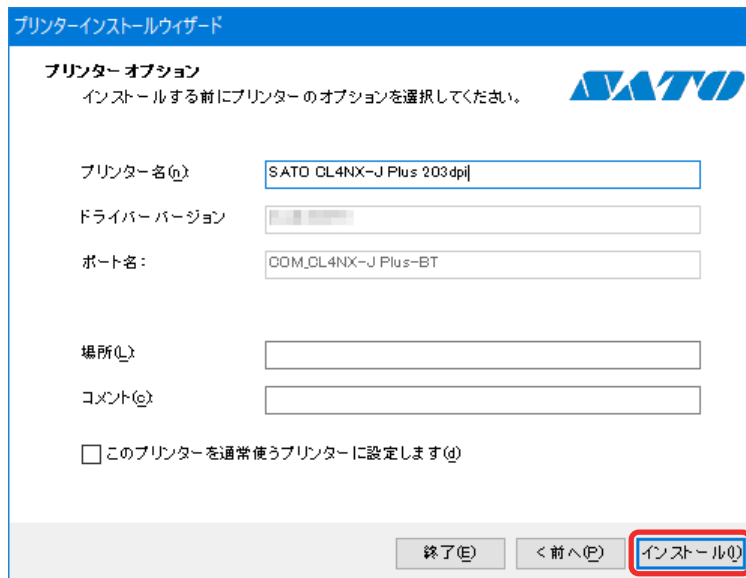 プリンターインストールウィザード
プリンター オプション
インストールする前にプリンターのオプションを選択してください。
SATO
プリンター名(n):
SATO CL4NX-J Plus 203dpi
ドライバー バージョン
ポート名:
COM_CL4NX-J Plus-BT
場所(L):
コメント(c):
このプリンターを通常使うプリンターに設定します(d)
終了(E)
< 前へ(P)
インストール(I)